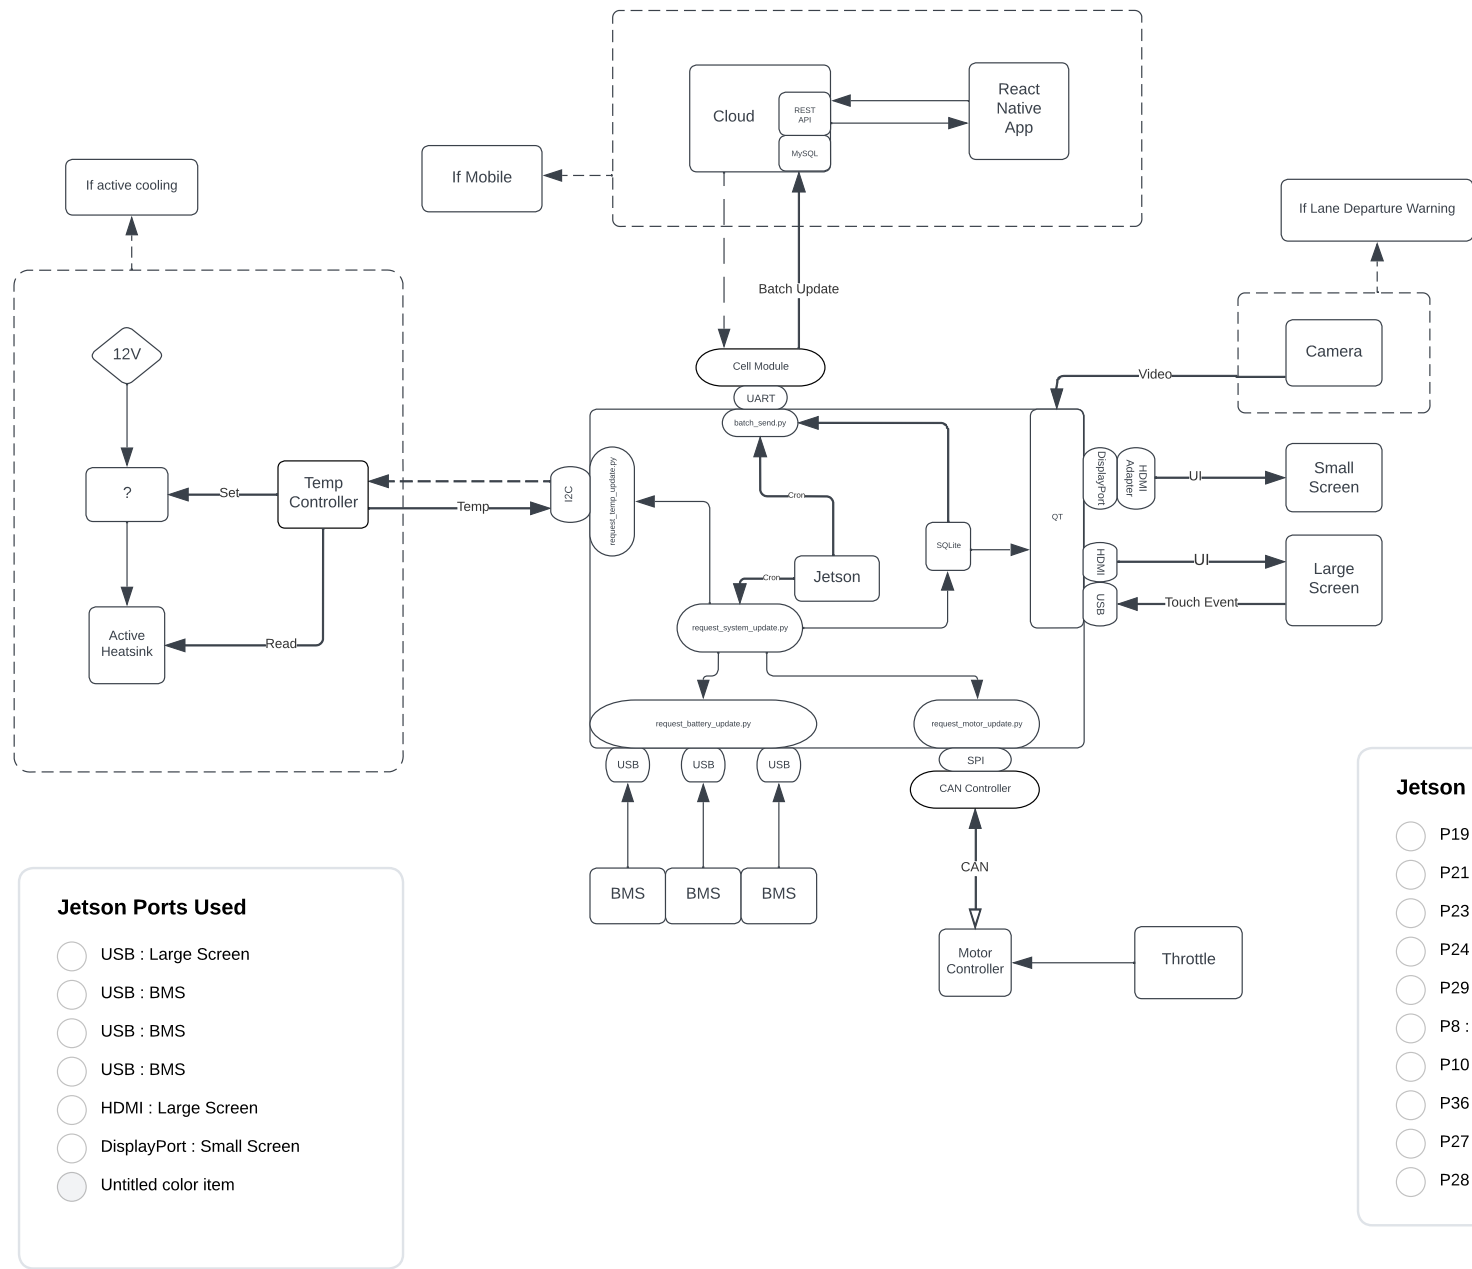 Cloud
REST
API
MySQL
React
Native
App
If Mobile
If active cooling
If Lane Departure Warning
Batch Update
Camera
Video
12V
Cell Module
UART
batch_send.py
?
Set
Temp
Controller
Temp
I2C
request_temp_update.py
Cron
SQLite
QT
DisplayPort
HDMI
Adapter
UI
Small
Screen
Jetson
Cron
HDMI
UI
Large
Screen
USB
Touch Event
Active
Heatsink
Read
request_system_update.py
request_battery_update.py
request_motor_update.py
USB
USB
USB
SPI
CAN Controller
CAN
BMS
BMS
BMS
Motor
Controller
Throttle
Jetson Ports Used
USB : Large Screen
USB : BMS
USB : BMS
USB : BMS
HDMI : Large Screen
DisplayPort : Small Screen
Untitled color item
Jetson
P19
P21
P23
P24
P29
P8 :
P10
P36
P27
P28